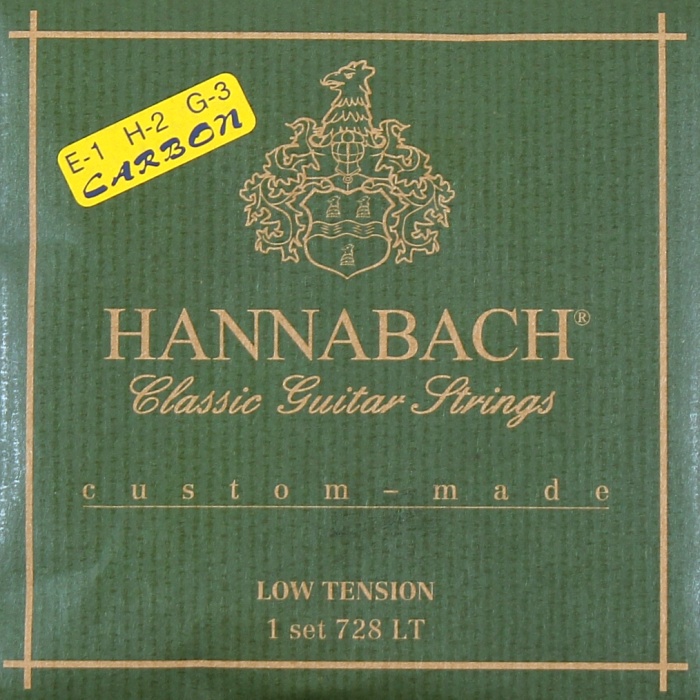 E-1 H-2 G-3
CARBON
HANNABACH®
Classic Guitar Strings
custom-made
LOW TENSION
1 set 728 LT